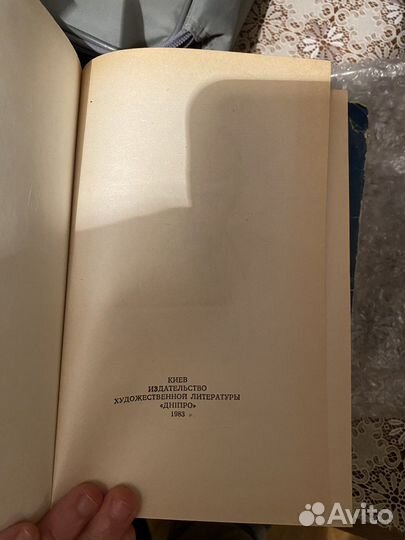 КИЕВ
ИЗДАТЕЛЬСТВО
ХУДОЖЕСТВЕННОЙ ЛИТЕРАТУРЫ
«ДНІПРО»
1983
Avito